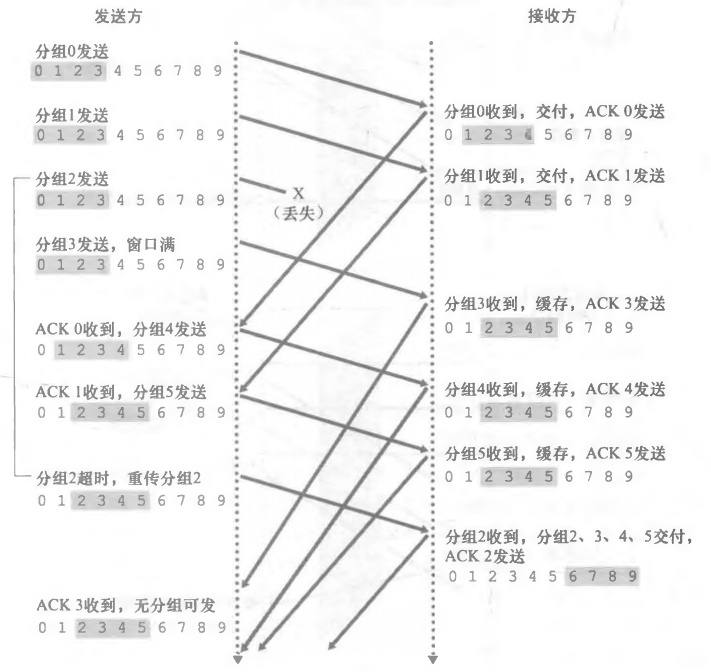 发送方
接收方
分组0发送
0 1 2 3 4 5 6 7 8 9
分组0收到，交付，ACK 0发送
0 1 2 3 4 5 6 7 8 9
分组1发送
0 1 2 3 4 5 6 7 8 9
分组1收到，交付，ACK 1发送
0 1 2 3 4 5 6 7 8 9
分组2发送
0 1 2 3 4 5 6 7 8 9
X
（丢失）
分组3发送，窗口满
0 1 2 3 4 5 6 7 8 9
分组3收到，缓存，ACK 3发送
0 1 2 3 4 5 6 7 8 9
ACK 0收到，分组4发送
0 1 2 3 4 5 6 7 8 9
分组4收到，缓存，ACK 4发送
0 1 2 3 4 5 6 7 8 9
ACK 1收到，分组5发送
0 1 2 3 4 5 6 7 8 9
分组5收到，缓存，ACK 5发送
0 1 2 3 4 5 6 7 8 9
分组2超时，重传分组2
0 1 2 3 4 5 6 7 8 9
分组2收到，分组2、3、4、5交付，
ACK 2发送
0 1 2 3 4 5 6 7 8 9
ACK 3收到，无分组可发
0 1 2 3 4 5 6 7 8 9